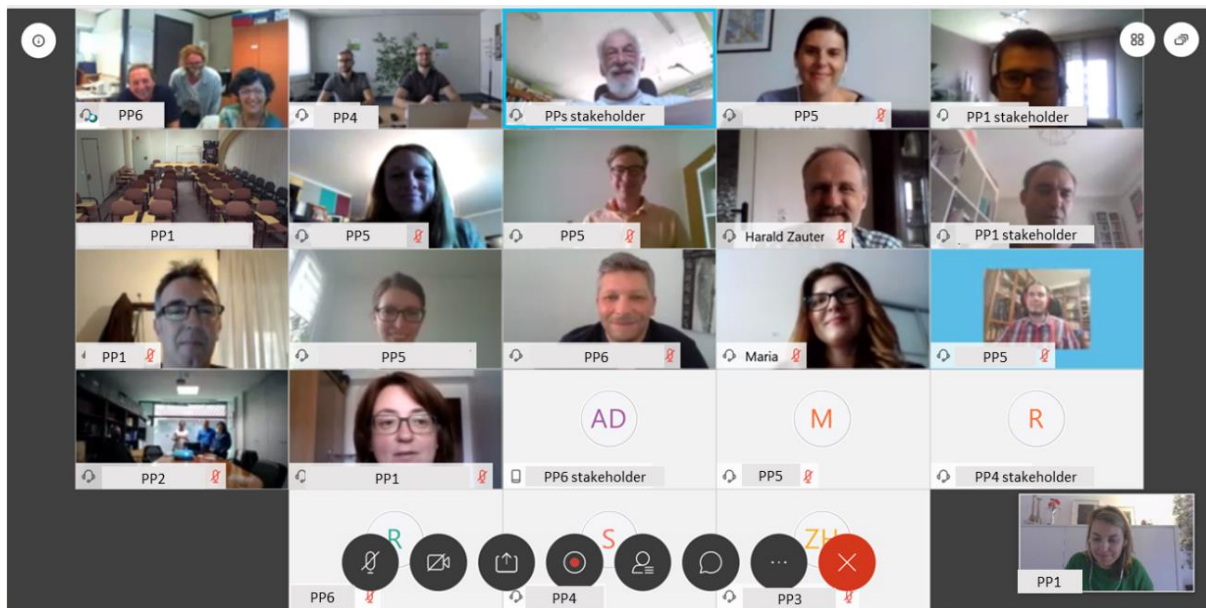 PP6
PP4
PPs stakeholder
PP5
PP1 stakeholder
PP1
PP5
PP5
Harald Zauter
PP1 stakeholder
PP1
PP5
PP6
Maria
PP5
PP2
PP1
AD
PP6 stakeholder
M
PP5
R
PP4 stakeholder
R
PP6
S
PP4
ZH
PP3
PP1